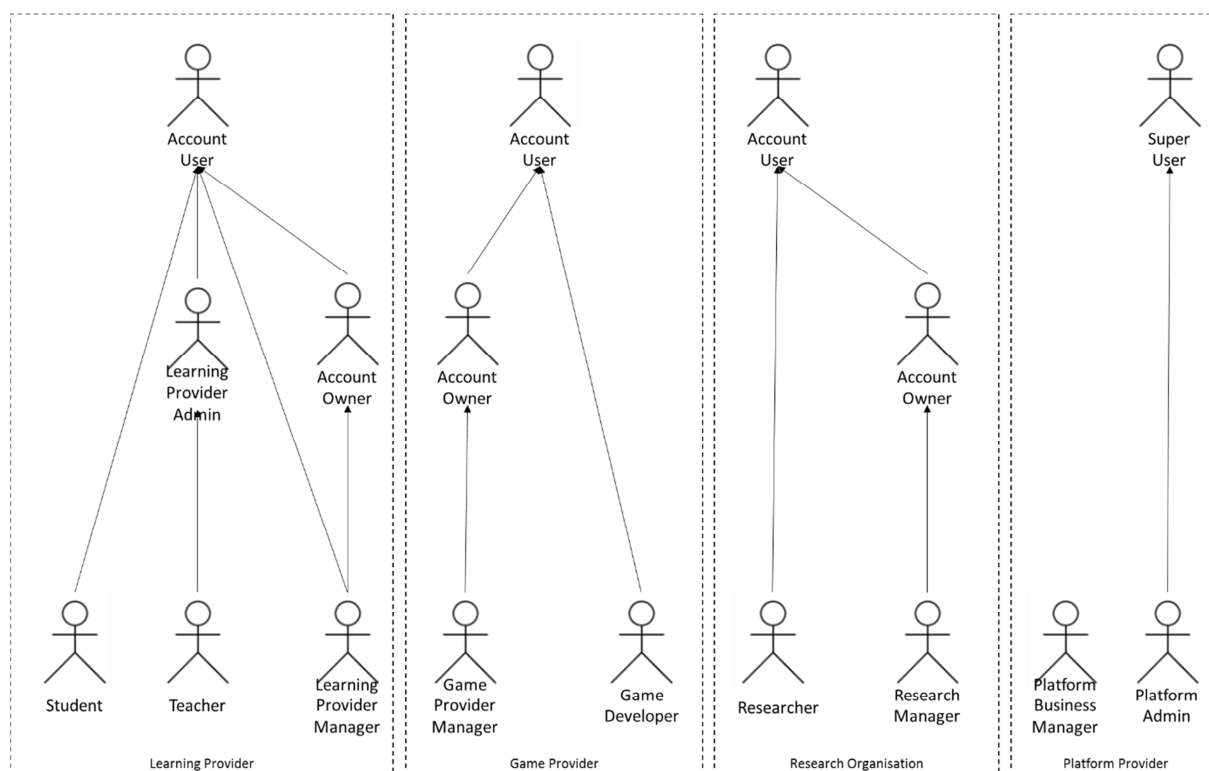 Account
User
Account
User
Account
User
Super
User
Learning
Provider
Admin
Account
Owner
Account
Owner
Account
Owner
Student
Teacher
Learning
Provider
Manager
Game
Provider
Manager
Game
Developer
Researcher
Research
Manager
Platform
Business
Manager
Platform
Admin
Learning Provider
Game Provider
Research Organisation
Platform Provider